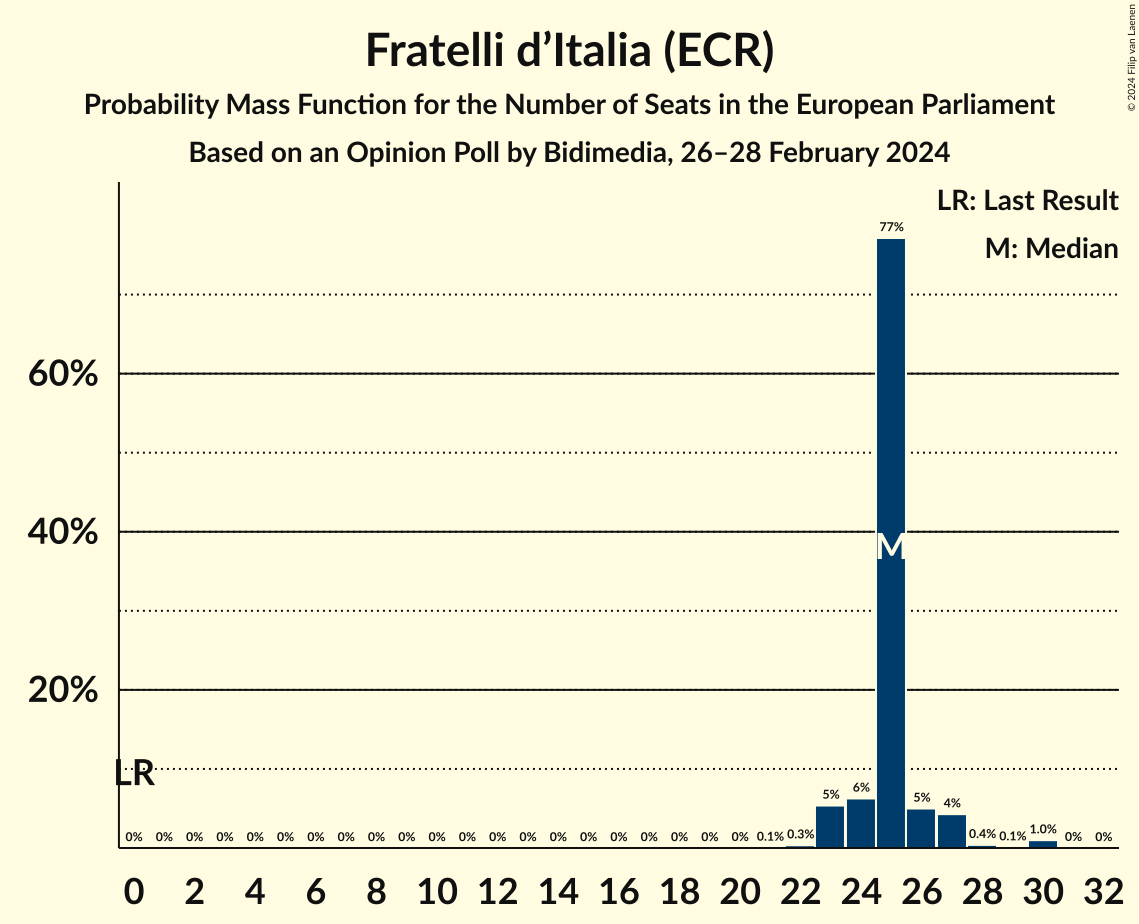 Fratelli d’Italia (ECR)
Probability Mass Function for the Number of Seats in the European Parliament
Based on an Opinion Poll by Bidimedia, 26–28 February 2024
© 2024 Filip van Laenen
LR: Last Result
M: Median
77%
60%
40%
M
20%
LR
0% 0% 0% 0% 0% 0% 0% 0% 0% 0% 0% 0% 0% 0% 0% 0% 0% 0% 0% 0% 0% 0.1% 0.3% 5% 6% 5% 4% 0.4% 0.1% 1.0% 0% 0%
0 2 4 6 8 10 12 14 16 18 20 22 24 26 28 30 32